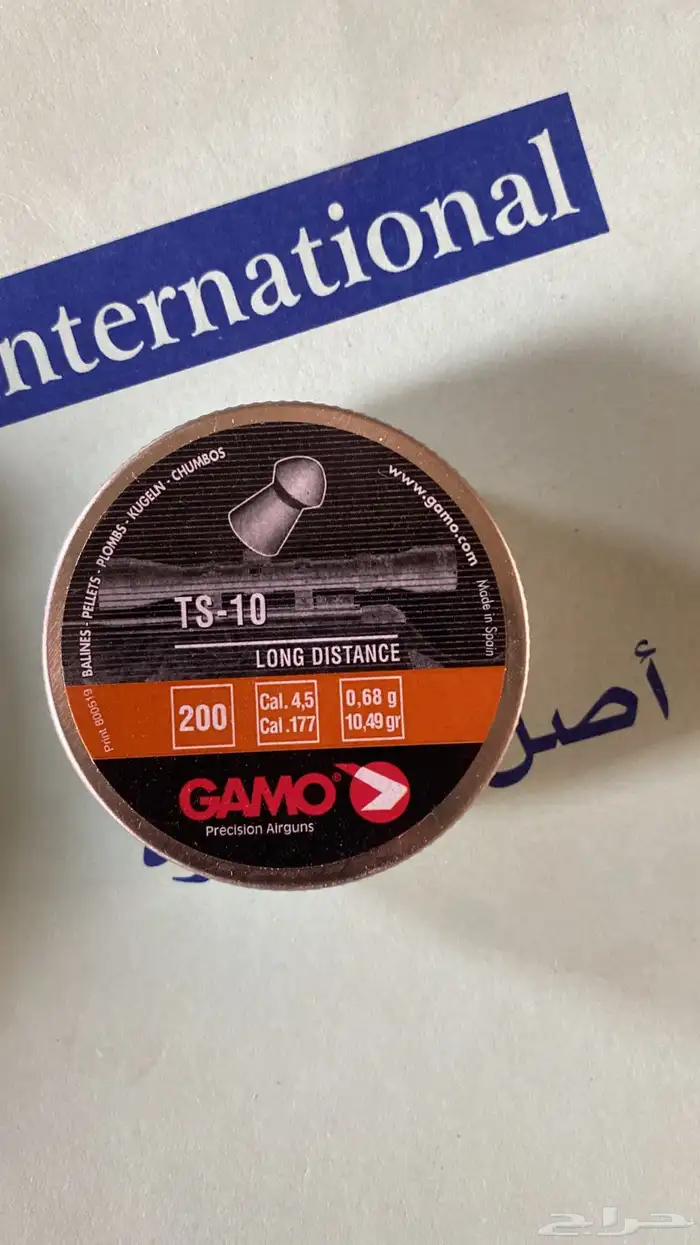 nternational
BALINES - PELLETS - PLOMBS - KUGELN - CHUMBOS
www.gamo.com
Made in Spain
TS-10
LONG DISTANCE
Print 800519
200
Cal. 4,5
Cal .177
0,68 g
10,49 gr
GAMO®
Precision Airguns
أصل
حراج